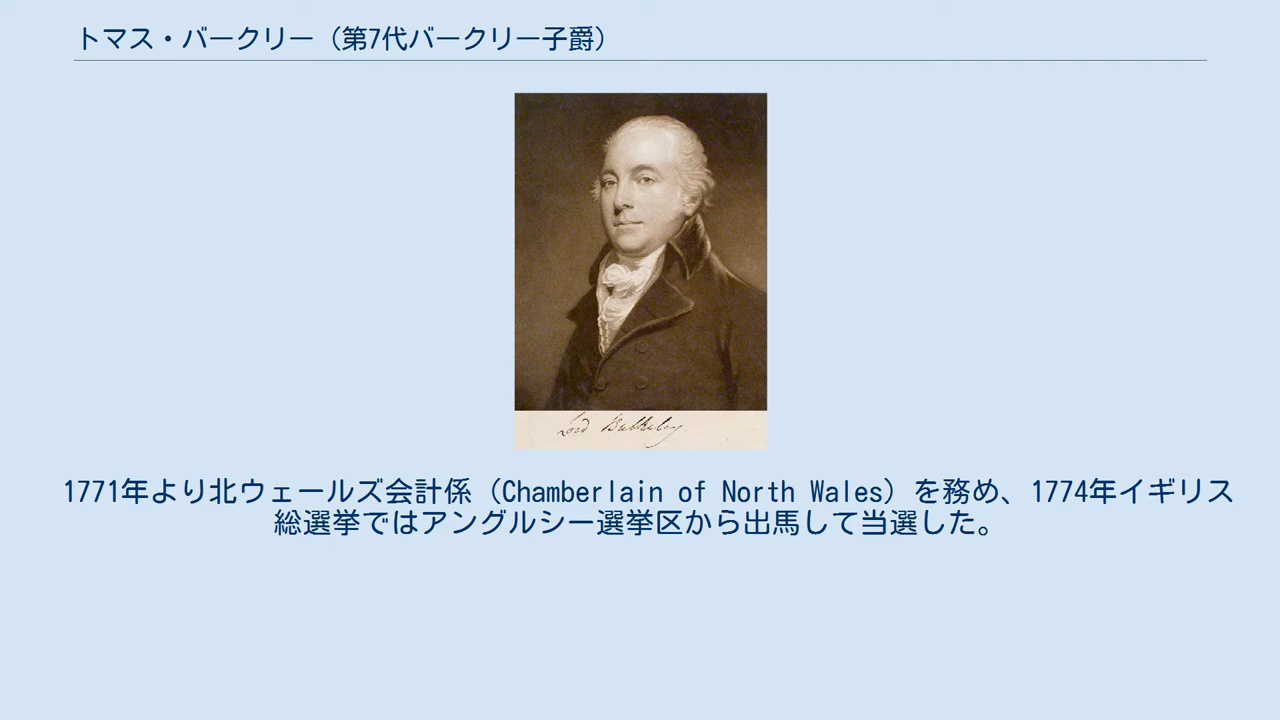 トマス・バークリー（第7代バークリー子爵）
Lord Bulkeley
1771年より北ウェールズ会計係（Chamberlain of North Wales）を務め、1774年イギリス
総選挙ではアングルシー選挙区から出馬して当選した。